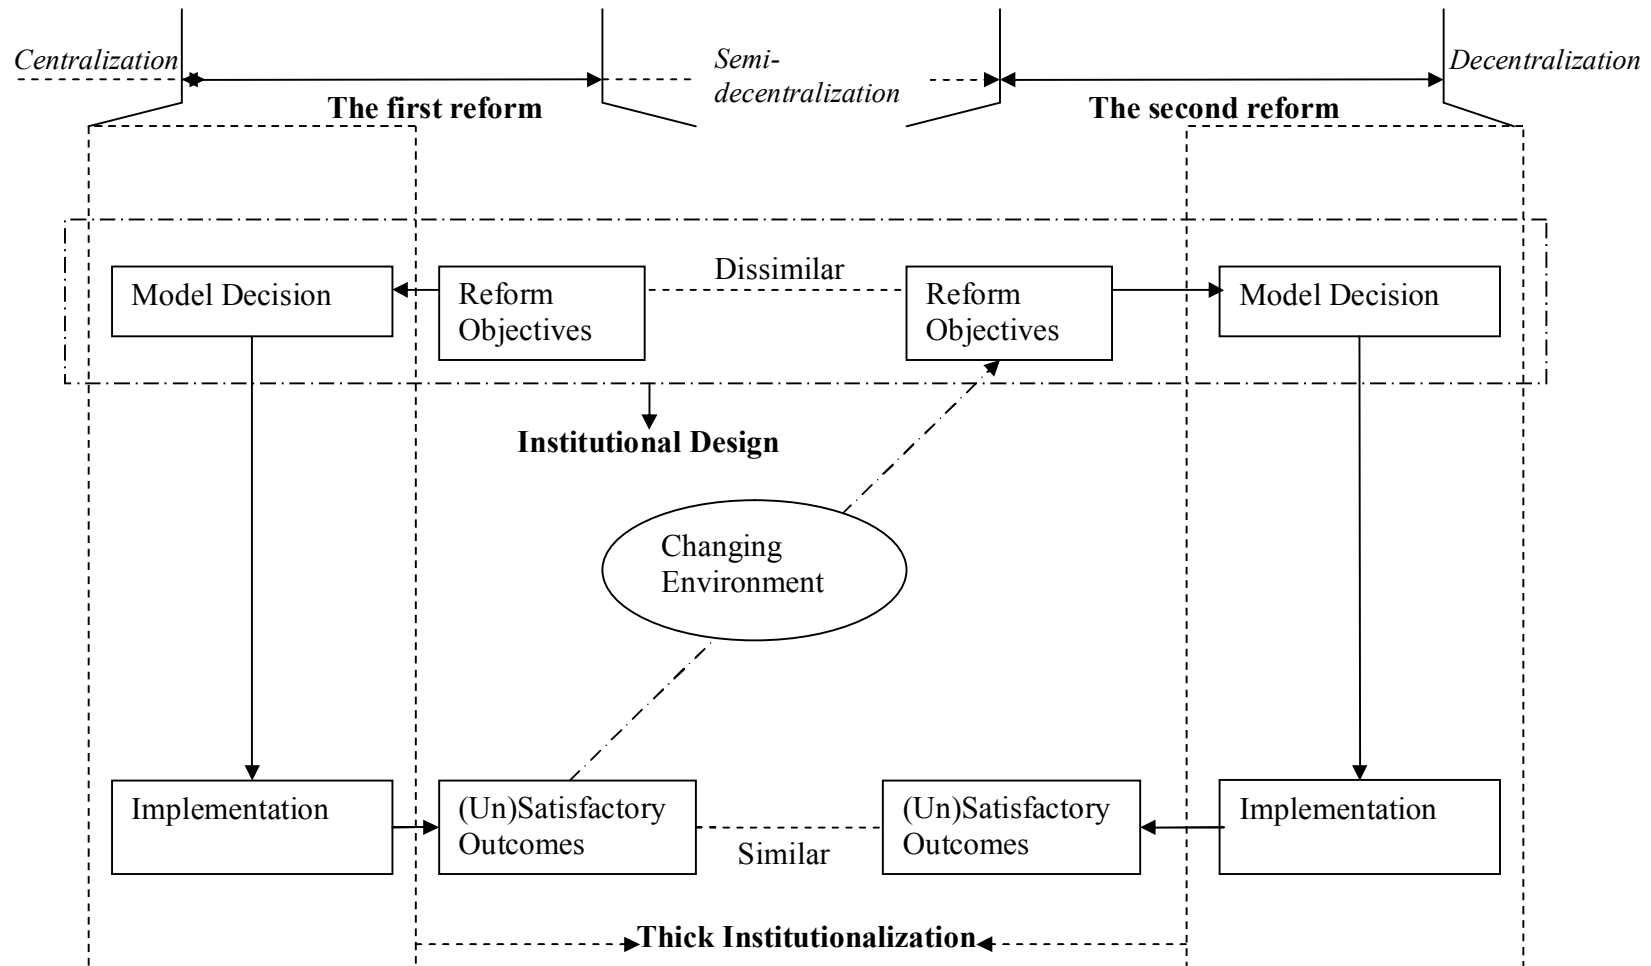 Centralization
Semi-
decentralization
Decentralization
The first reform
The second reform
Model Decision
Reform
Objectives
Dissimilar
Reform
Objectives
Model Decision
Institutional Design
Changing
Environment
Implementation
(Un)Satisfactory
Outcomes
Similar
(Un)Satisfactory
Outcomes
Implementation
Thick Institutionalization